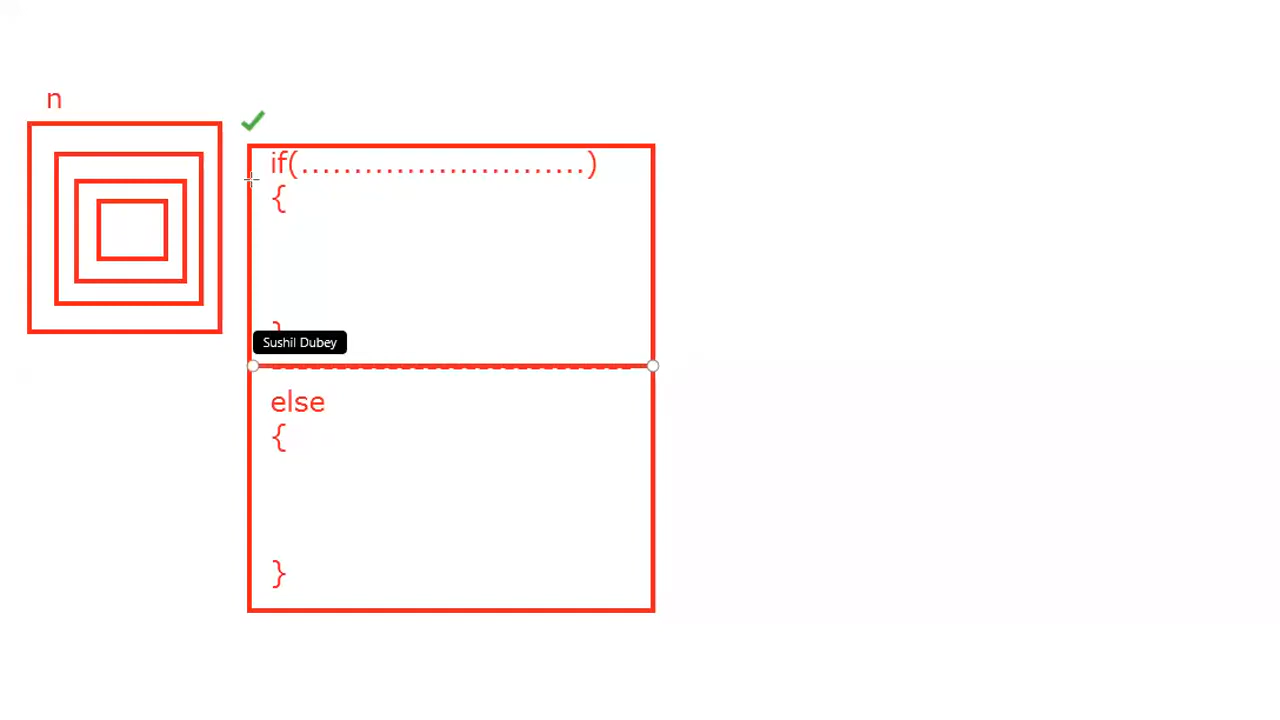 n
if(...........................)
{
}
Sushil Dubey
else
{
}